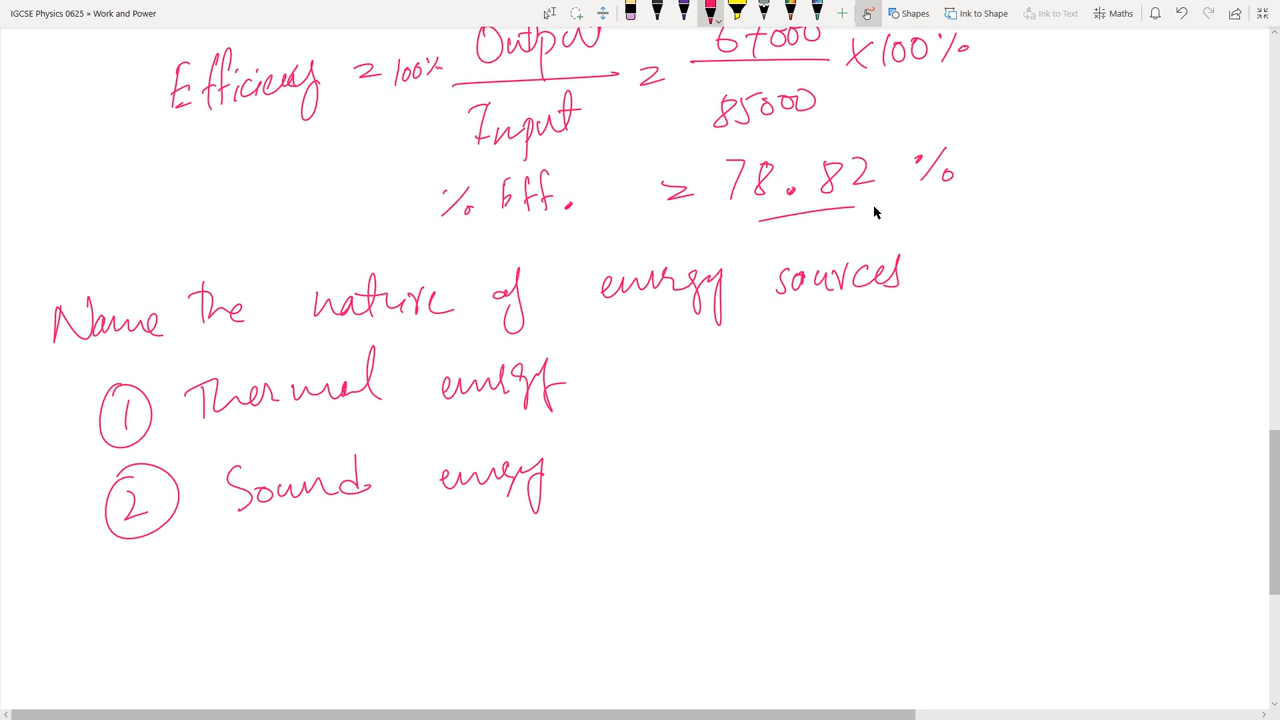 IGCSE Physics 0625 » Work and Power
Shapes Ink to Shape Ink to Text Maths
Efficiency = 100% Output / Input = 67000 / 85000 × 100%
% Eff. = 78.82 %
Name the nature of energy sources
1 Thermal energy
2 Sound energy